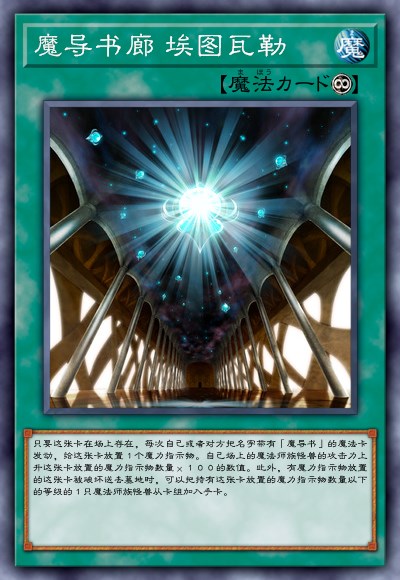 魔导书廊 埃图瓦勒
魔
まほう
【魔法カード】
只要这张卡在场上存在，每次自己或者对方把名字带有「魔导书」的魔法卡
发动，给这张卡放置1个魔力指示物。自己场上的魔法师族怪兽的攻击力上
升这张卡放置的魔力指示物数量×100的数值。此外，有魔力指示物放置
的这张卡被破坏送去墓地时，可以把持有这张卡放置的魔力指示物数量以下
的等级的1只魔法师族怪兽从卡组加入手卡。